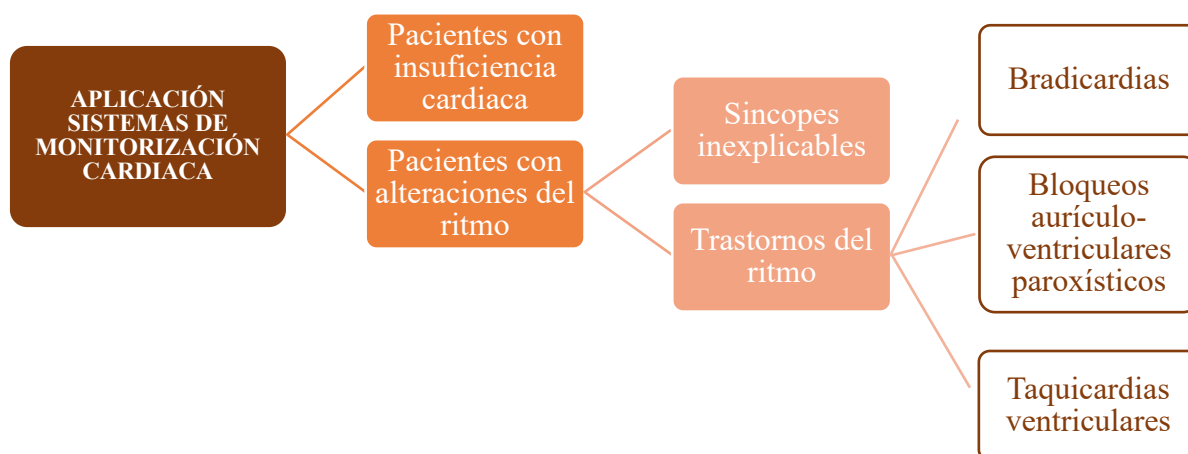 APLICACIÓN
SISTEMAS DE
MONITORIZACIÓN
CARDIACA
Pacientes con
insuficiencia
cardiaca
Pacientes con
alteraciones del
ritmo
Sincopes
inexplicables
Trastornos del
ritmo
Bradicardias
Bloqueos
aurículo-
ventriculares
paroxísticos
Taquicardias
ventriculares